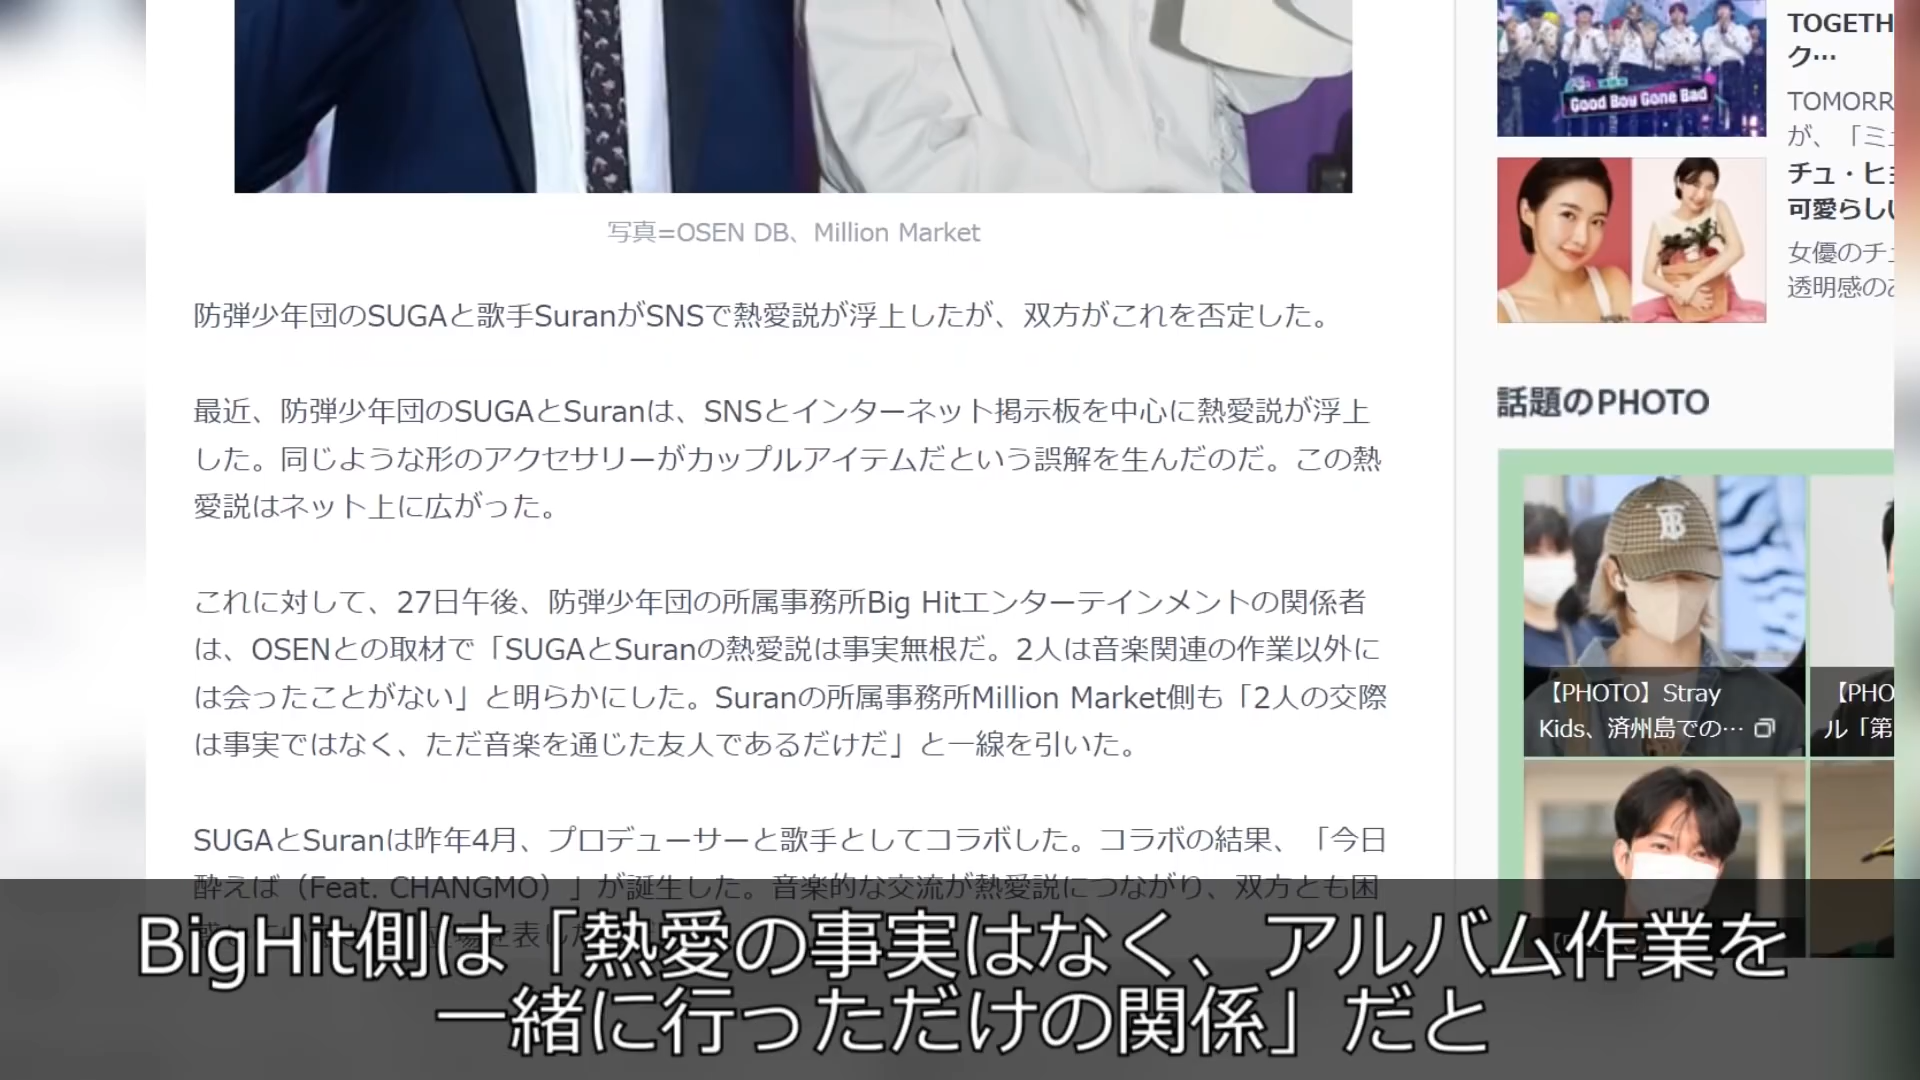 写真=OSEN DB、Million Market
防弾少年団のSUGAと歌手SuranがSNSで熱愛説が浮上したが、双方がこれを否定した。
最近、防弾少年団のSUGAとSuranは、SNSとインターネット掲示板を中心に熱愛説が浮上
した。同じような形のアクセサリーがカップルアイテムだという誤解を生んだのだ。この熱
愛説はネット上に広がった。
これに対して、27日午後、防弾少年団の所属事務所Big Hitエンターテインメントの関係者
は、OSENとの取材で「SUGAとSuranの熱愛説は事実無根だ。2人は音楽関連の作業以外に
は会ったことがない」と明らかにした。Suranの所属事務所Million Market側も「2人の交際
は事実ではなく、ただ音楽を通じた友人であるだけだ」と一線を引いた。
SUGAとSuranは昨年4月、プロデューサーと歌手としてコラボした。コラボの結果、「今日
酔えば（Feat. CHANGMO）」が誕生した。音楽的な交流が熱愛説につながり、双方とも困
Good Boy Gone Bad
TOGETH
ク…
TOMORR
が、「ミュ
チュ・ヒョ
可愛らしい
女優のチュ
透明感のあ
話題のPHOTO
【PHOTO】Stray
Kids、済州島での…
【PHO
ル「第
BigHit側は「熱愛の事実はなく、アルバム作業を
一緒に行っただけの関係」だと